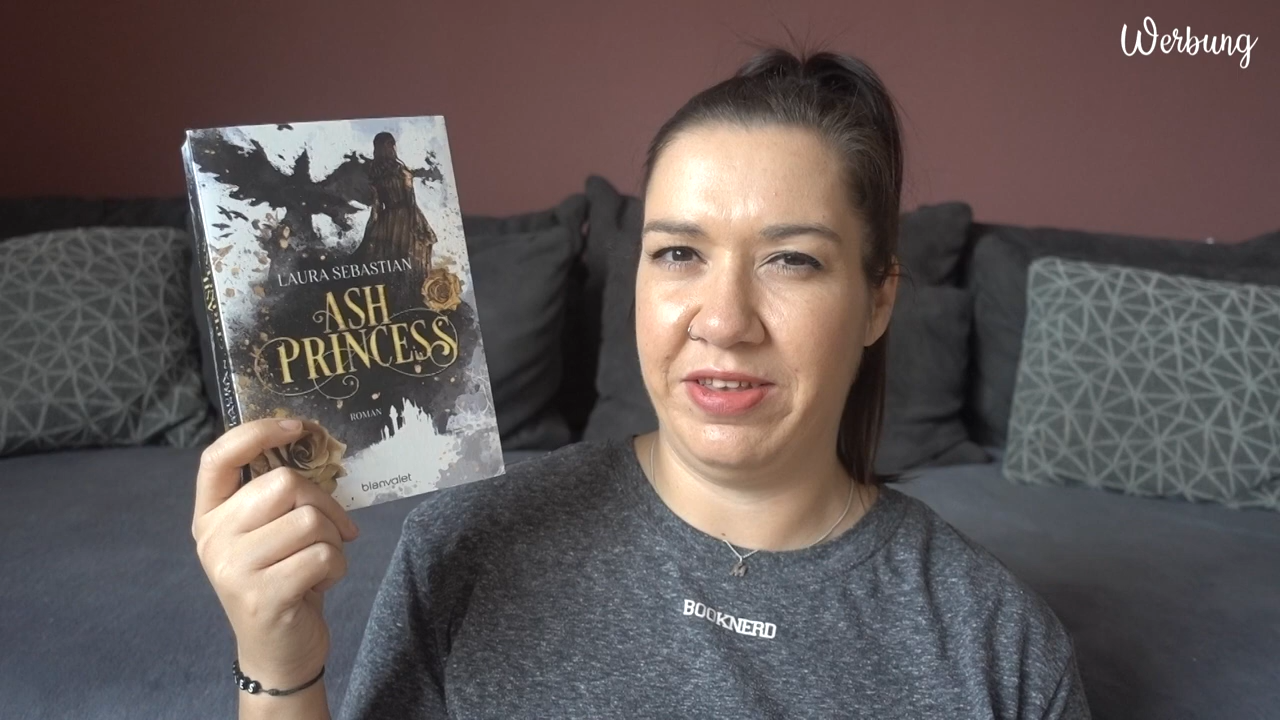 Werbung
LAURA SEBASTIAN
ASH
PRINCESS
ROMAN
blanvalet
BOOKNERD